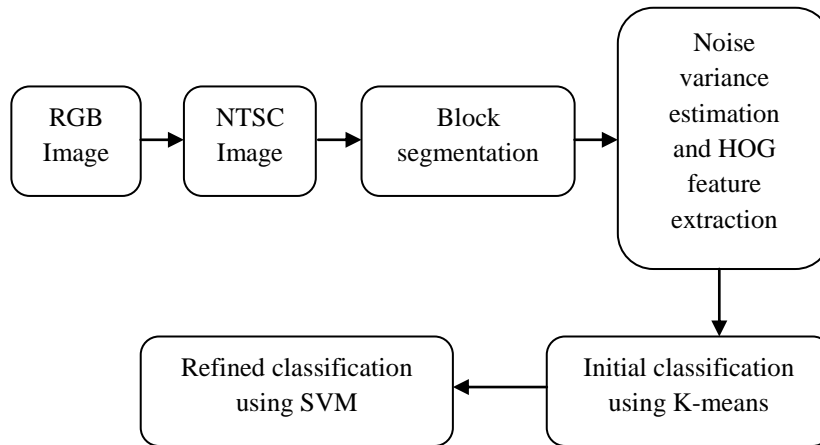 RGB
Image
NTSC
Image
Block
segmentation
Noise
variance
estimation
and HOG
feature
extraction
Initial classification
using K-means
Refined classification
using SVM